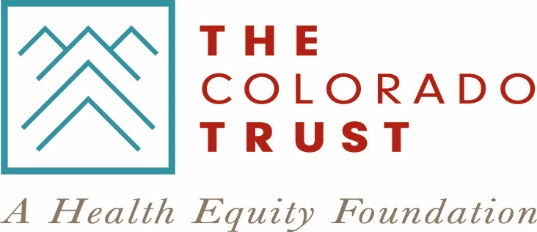 THE
COLORADO
TRUST
A Health Equity Foundation